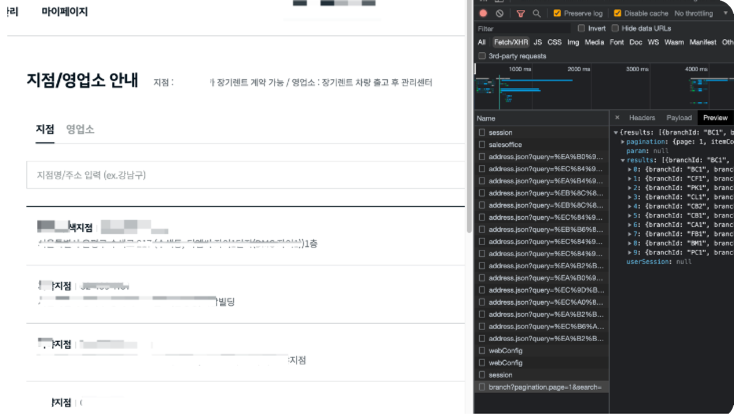 관리 마이페이지
지점/영업소 안내 지점 : 장기렌트 계약 가능 / 영업소 : 장기렌트 차량 출고 후 관리센터
지점 영업소
지점명/주소 입력 (ex.강남구)
색지점
1층
지점
빌딩
지점
지점
지점
Preserve log Disable cache No throttling
Filter Invert Hide data URLs
All Fetch/XHR JS CSS Img Media Font Doc WS Wasm Manifest Oth
3rd-party requests
1000 ms 2000 ms 3000 ms 4000 ms
Name × Headers Payload Preview
session
salesoffice
address.json?query=%EA%B0%9...
address.json?query=%EC%84%9...
address.json?query=%EA%B4%9...
address.json?query=%EB%8C%8...
address.json?query=%EB%8C%8...
address.json?query=%EC%84%9...
address.json?query=%EB%B6%8...
address.json?query=%EC%84%9...
address.json?query=%EC%84%9...
address.json?query=%EA%B2%B...
address.json?query=%EA%B0%9...
address.json?query=%EC%9D%B...
address.json?query=%EC%A0%8...
address.json?query=%EA%B2%B...
address.json?query=%EC%B6%A...
address.json?query=%EA%B2%B...
webConfig
webConfig
session
branch?pagination.page=1&search=
▼{results: [{branchId: "BC1", b
▶pagination: {page: 1, itemCo
param: null
▼results: [{branchId: "BC1",
▶0: {branchId: "BC1", branc
▶1: {branchId: "CF1", branc
▶2: {branchId: "PK1", branc
▶3: {branchId: "CL1", branc
▶4: {branchId: "CB2", branc
▶5: {branchId: "CB1", branc
▶6: {branchId: "CA1", branc
▶7: {branchId: "FB1", branc
▶8: {branchId: "BM1", branc
▶9: {branchId: "PC1", branc
userSession: null